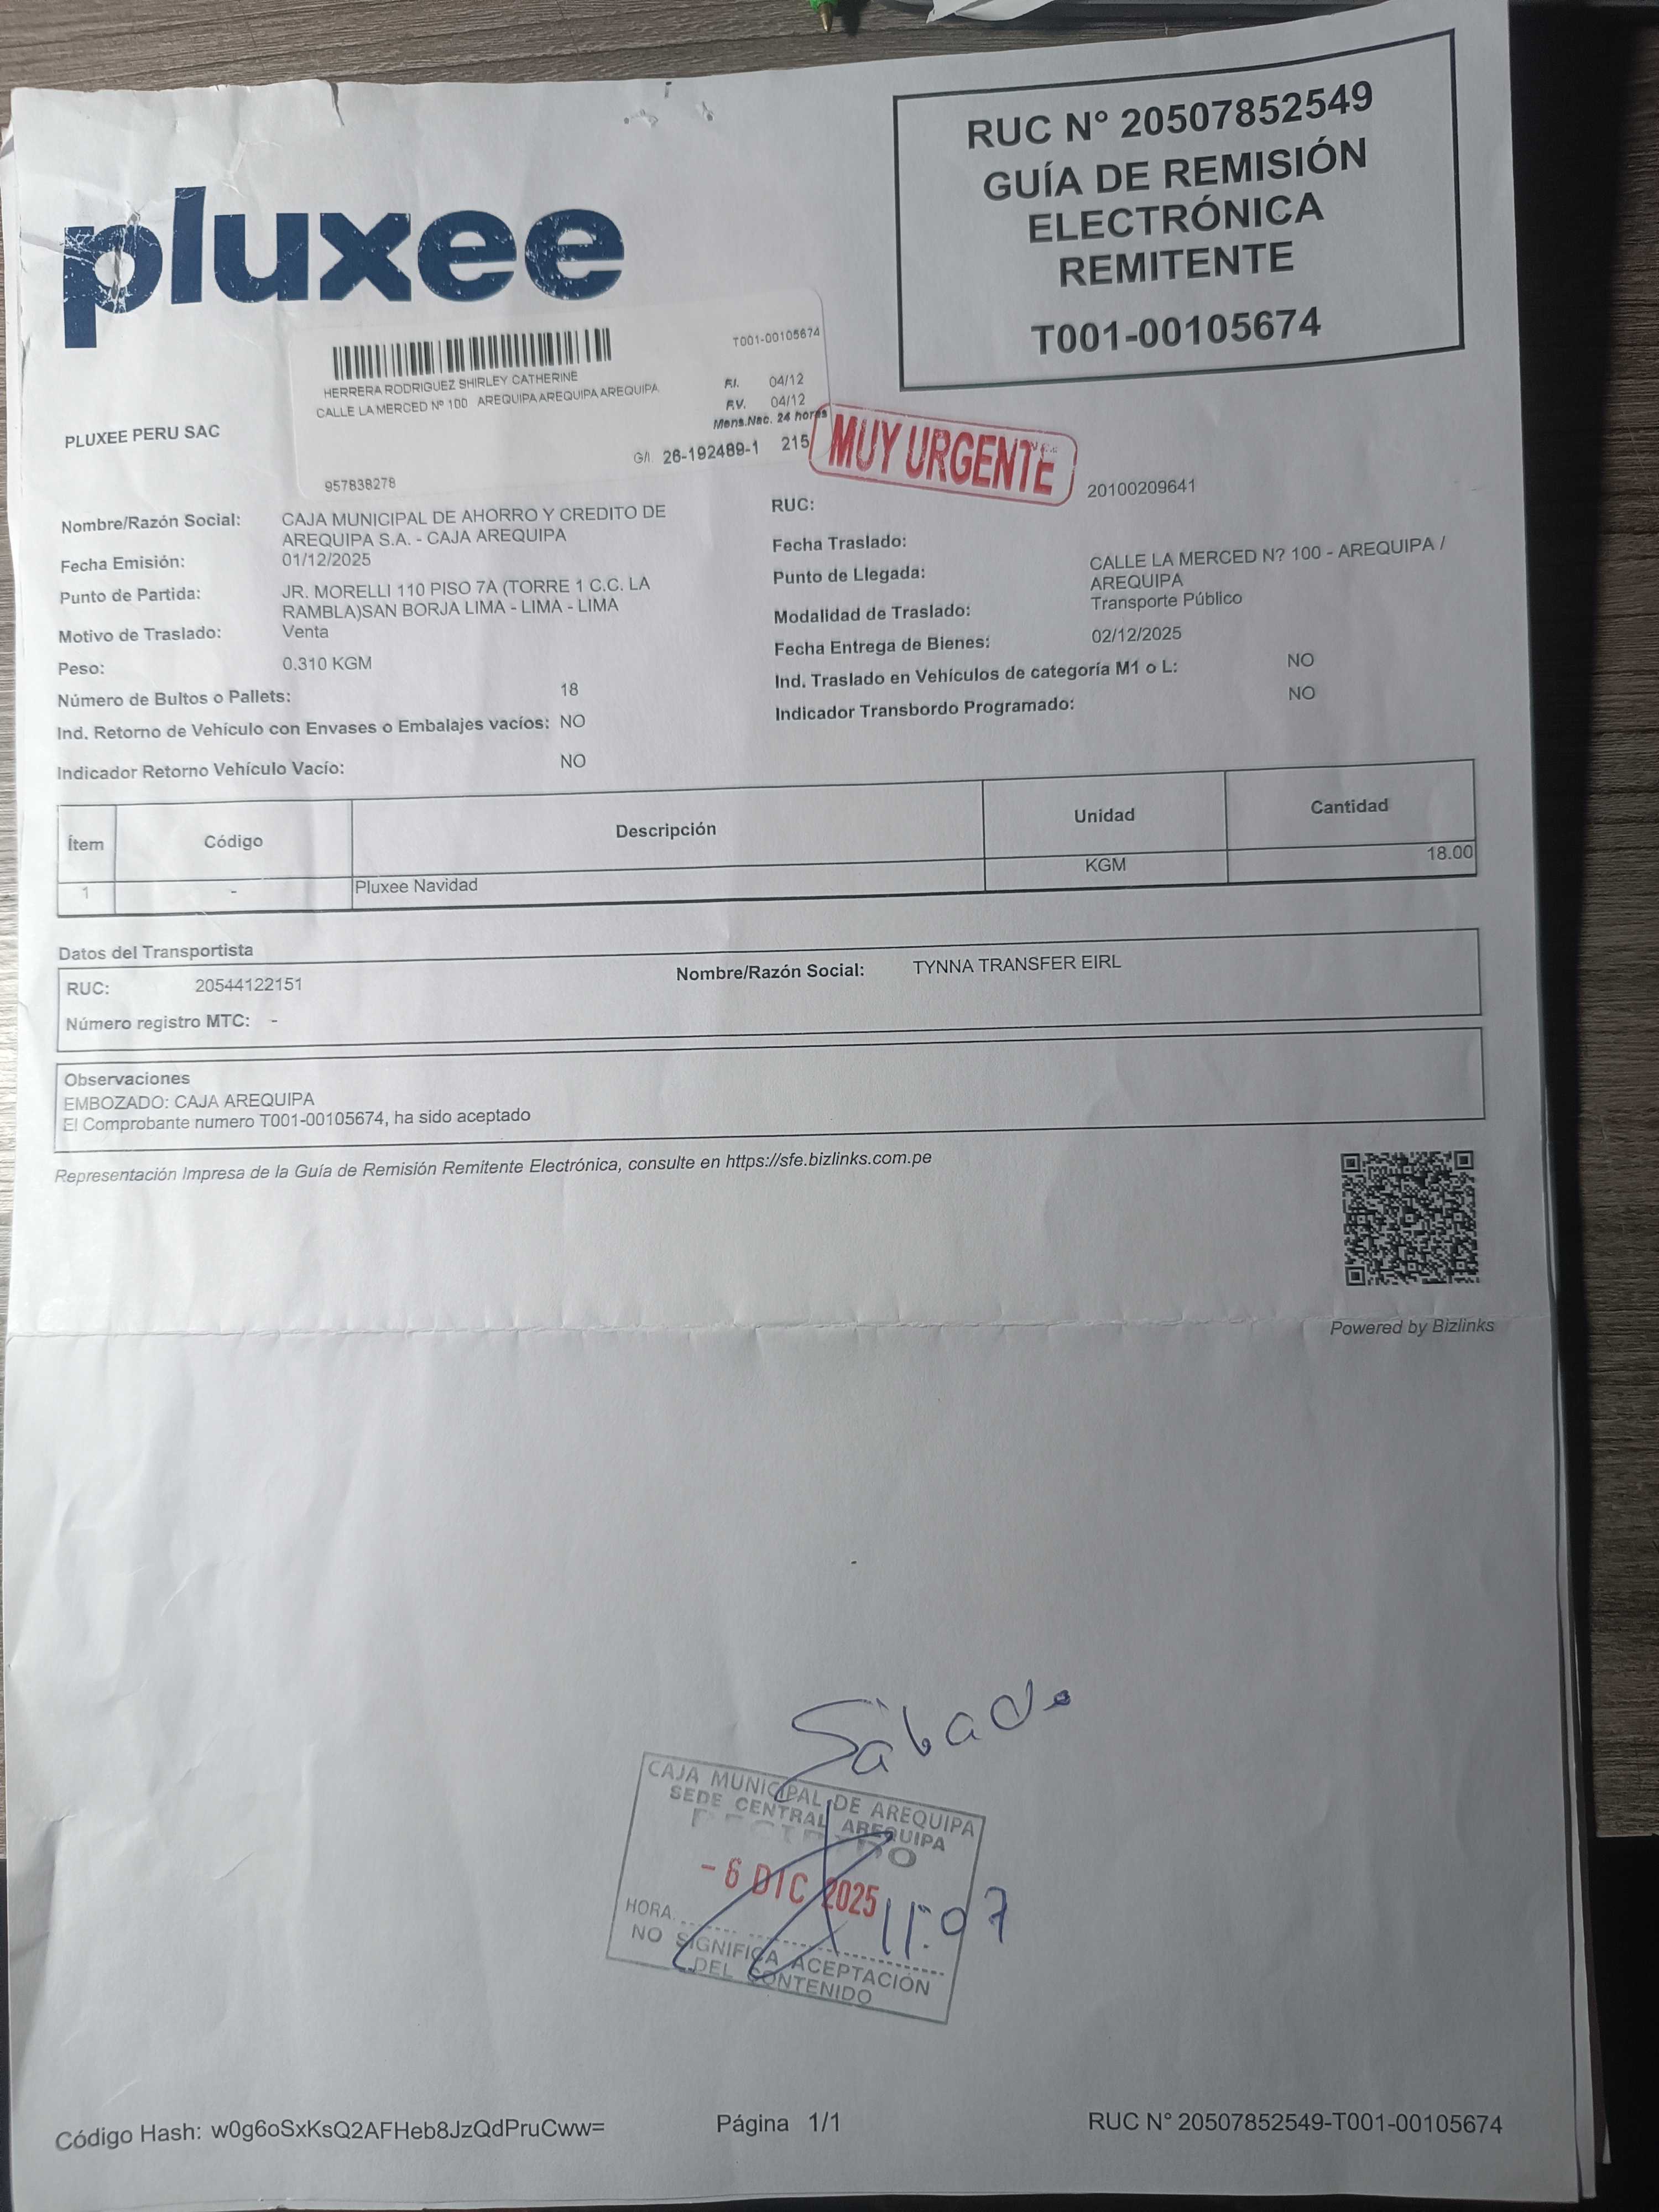 pluxee
RUC N° 20507852549
GUÍA DE REMISIÓN
ELECTRÓNICA
REMITENTE
T001-00105674
T001-00105674
HERRERA RODRIGUEZ SHIRLEY CATHERINE
CALLE LA MERCED Nº 100 AREQUIPA AREQUIPA AREQUIPA
F.I. 04/12
F.V. 04/12
Mens.Nac. 24 horas
G/I 26-192489-1 215
957838278
MUY URGENTE
PLUXEE PERU SAC
Nombre/Razón Social: CAJA MUNICIPAL DE AHORRO Y CREDITO DE
AREQUIPA S.A. - CAJA AREQUIPA
RUC: 20100209641
Fecha Emisión: 01/12/2025
Fecha Traslado:
Punto de Partida: JR. MORELLI 110 PISO 7A (TORRE 1 C.C. LA
RAMBLA)SAN BORJA LIMA - LIMA - LIMA
Punto de Llegada: CALLE LA MERCED N? 100 - AREQUIPA /
AREQUIPA
Motivo de Traslado: Venta
Modalidad de Traslado: Transporte Público
Peso: 0.310 KGM
Fecha Entrega de Bienes: 02/12/2025
Número de Bultos o Pallets: 18
Ind. Traslado en Vehículos de categoría M1 o L: NO
Ind. Retorno de Vehículo con Envases o Embalajes vacíos: NO
Indicador Transbordo Programado: NO
Indicador Retorno Vehículo Vacío: NO
Ítem Código Descripción Unidad Cantidad
1 - Pluxee Navidad KGM 18.00
Datos del Transportista
RUC: 20544122151 Nombre/Razón Social: TYNNA TRANSFER EIRL
Número registro MTC: -
Observaciones
EMBOZADO: CAJA AREQUIPA
El Comprobante numero T001-00105674, ha sido aceptado
Representación Impresa de la Guía de Remisión Remitente Electrónica, consulte en https://sfe.bizlinks.com.pe
Powered by Bizlinks
Sábado
CAJA MUNICIPAL DE AREQUIPA
SEDE CENTRAL AREQUIPA
- 6 DIC 2025
HORA 11:07
NO SIGNIFICA ACEPTACIÓN
DEL CONTENIDO
Código Hash: w0g6oSxKsQ2AFHeb8JzQdPruCww= Página 1/1 RUC N° 20507852549-T001-00105674